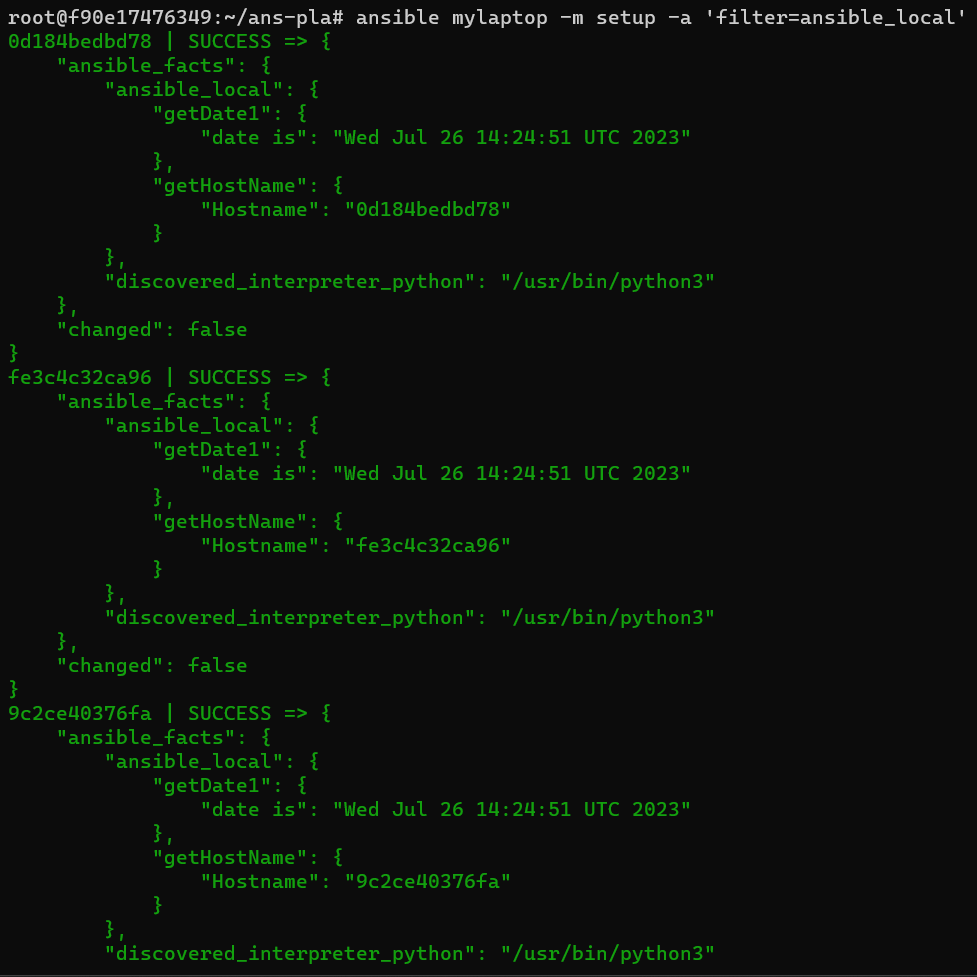 root@f90e17476349:~/ans-pla# ansible mylaptop -m setup -a 'filter=ansible_local'
0d184bedbd78 | SUCCESS => {
    "ansible_facts": {
        "ansible_local": {
            "getDate1": {
                "date is": "Wed Jul 26 14:24:51 UTC 2023"
            },
            "getHostName": {
                "Hostname": "0d184bedbd78"
            }
        },
        "discovered_interpreter_python": "/usr/bin/python3"
    },
    "changed": false
}
fe3c4c32ca96 | SUCCESS => {
    "ansible_facts": {
        "ansible_local": {
            "getDate1": {
                "date is": "Wed Jul 26 14:24:51 UTC 2023"
            },
            "getHostName": {
                "Hostname": "fe3c4c32ca96"
            }
        },
        "discovered_interpreter_python": "/usr/bin/python3"
    },
    "changed": false
}
9c2ce40376fa | SUCCESS => {
    "ansible_facts": {
        "ansible_local": {
            "getDate1": {
                "date is": "Wed Jul 26 14:24:51 UTC 2023"
            },
            "getHostName": {
                "Hostname": "9c2ce40376fa"
            }
        },
        "discovered_interpreter_python": "/usr/bin/python3"